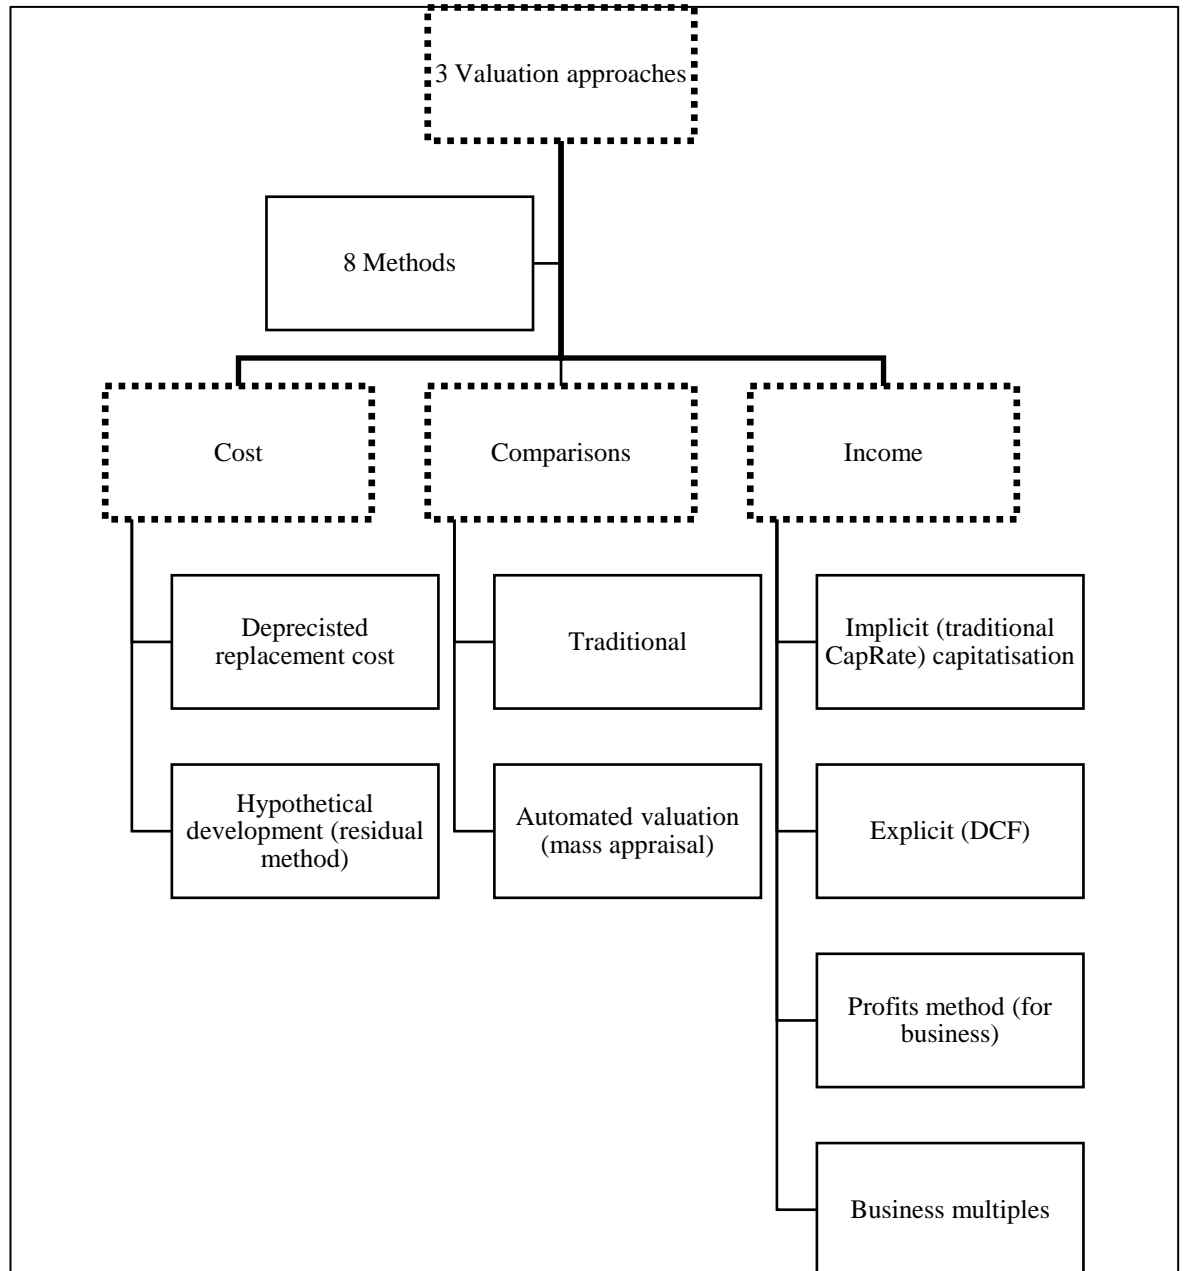 3 Valuation approaches
8 Methods
Cost
Comparisons
Income
Deprecisted
replacement cost
Traditional
Implicit (traditional
CapRate) capitatisation
Hypothetical
development (residual
method)
Automated valuation
(mass appraisal)
Explicit (DCF)
Profits method (for
business)
Business multiples